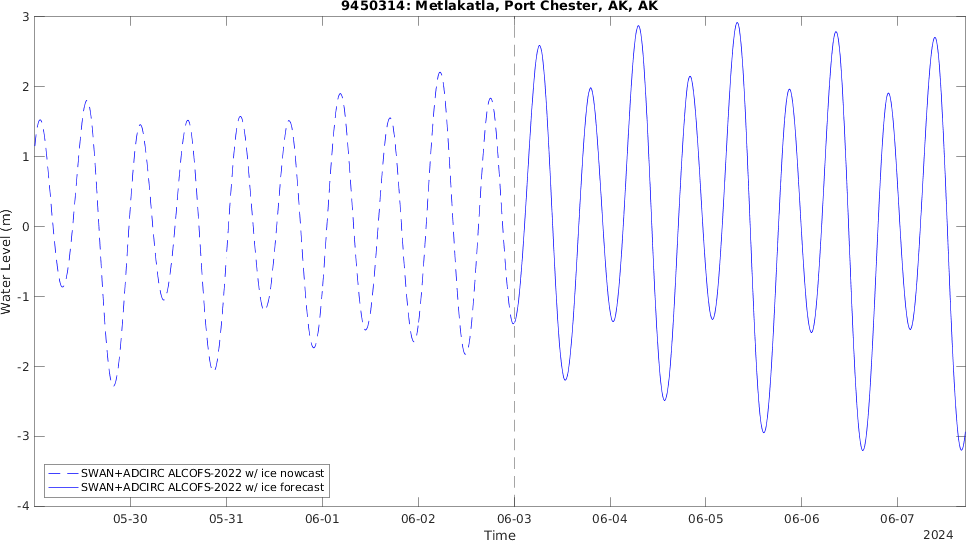 9450314: Metlakatla, Port Chester, AK, AK
3
2
1
0
-1
-2
-3
-4
Water Level (m)
SWAN+ADCIRC ALCOFS-2022 w/ ice nowcast
SWAN+ADCIRC ALCOFS-2022 w/ ice forecast
05-30 05-31 06-01 06-02 06-03 06-04 06-05 06-06 06-07
Time
2024